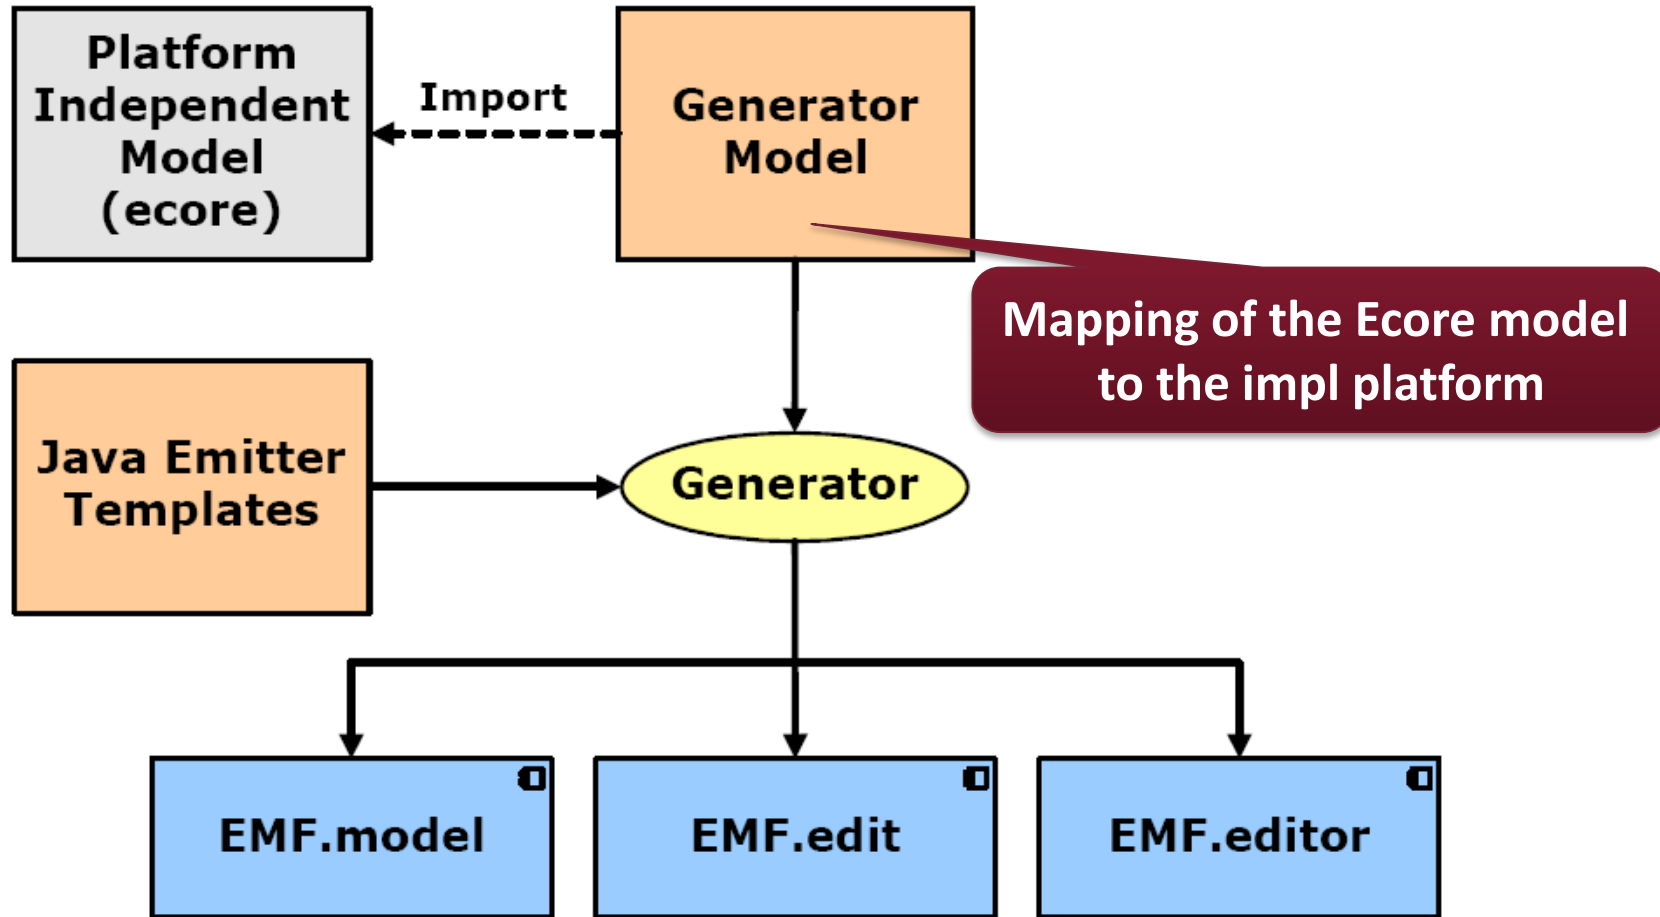 Platform
Independent
Model
(ecore)
Import
Generator
Model
Mapping of the Ecore model
to the impl platform
Java Emitter
Templates
Generator
EMF.model
EMF.edit
EMF.editor